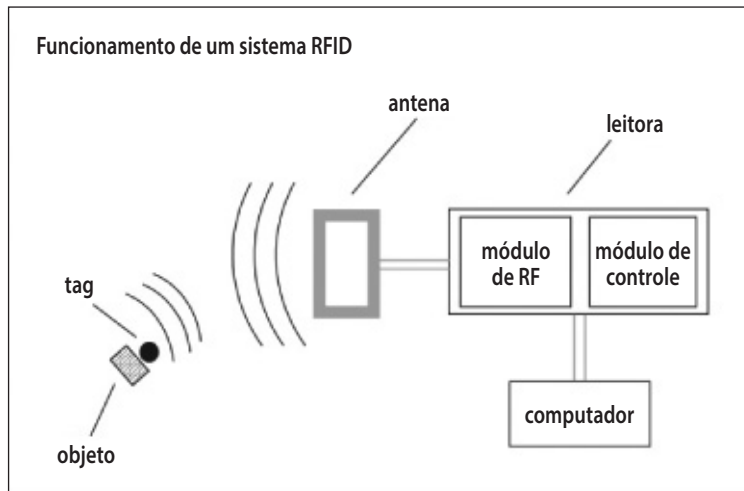 Funcionamento de um sistema RFID
antena
leitora
módulo
de RF
módulo de
controle
tag
computador
objeto